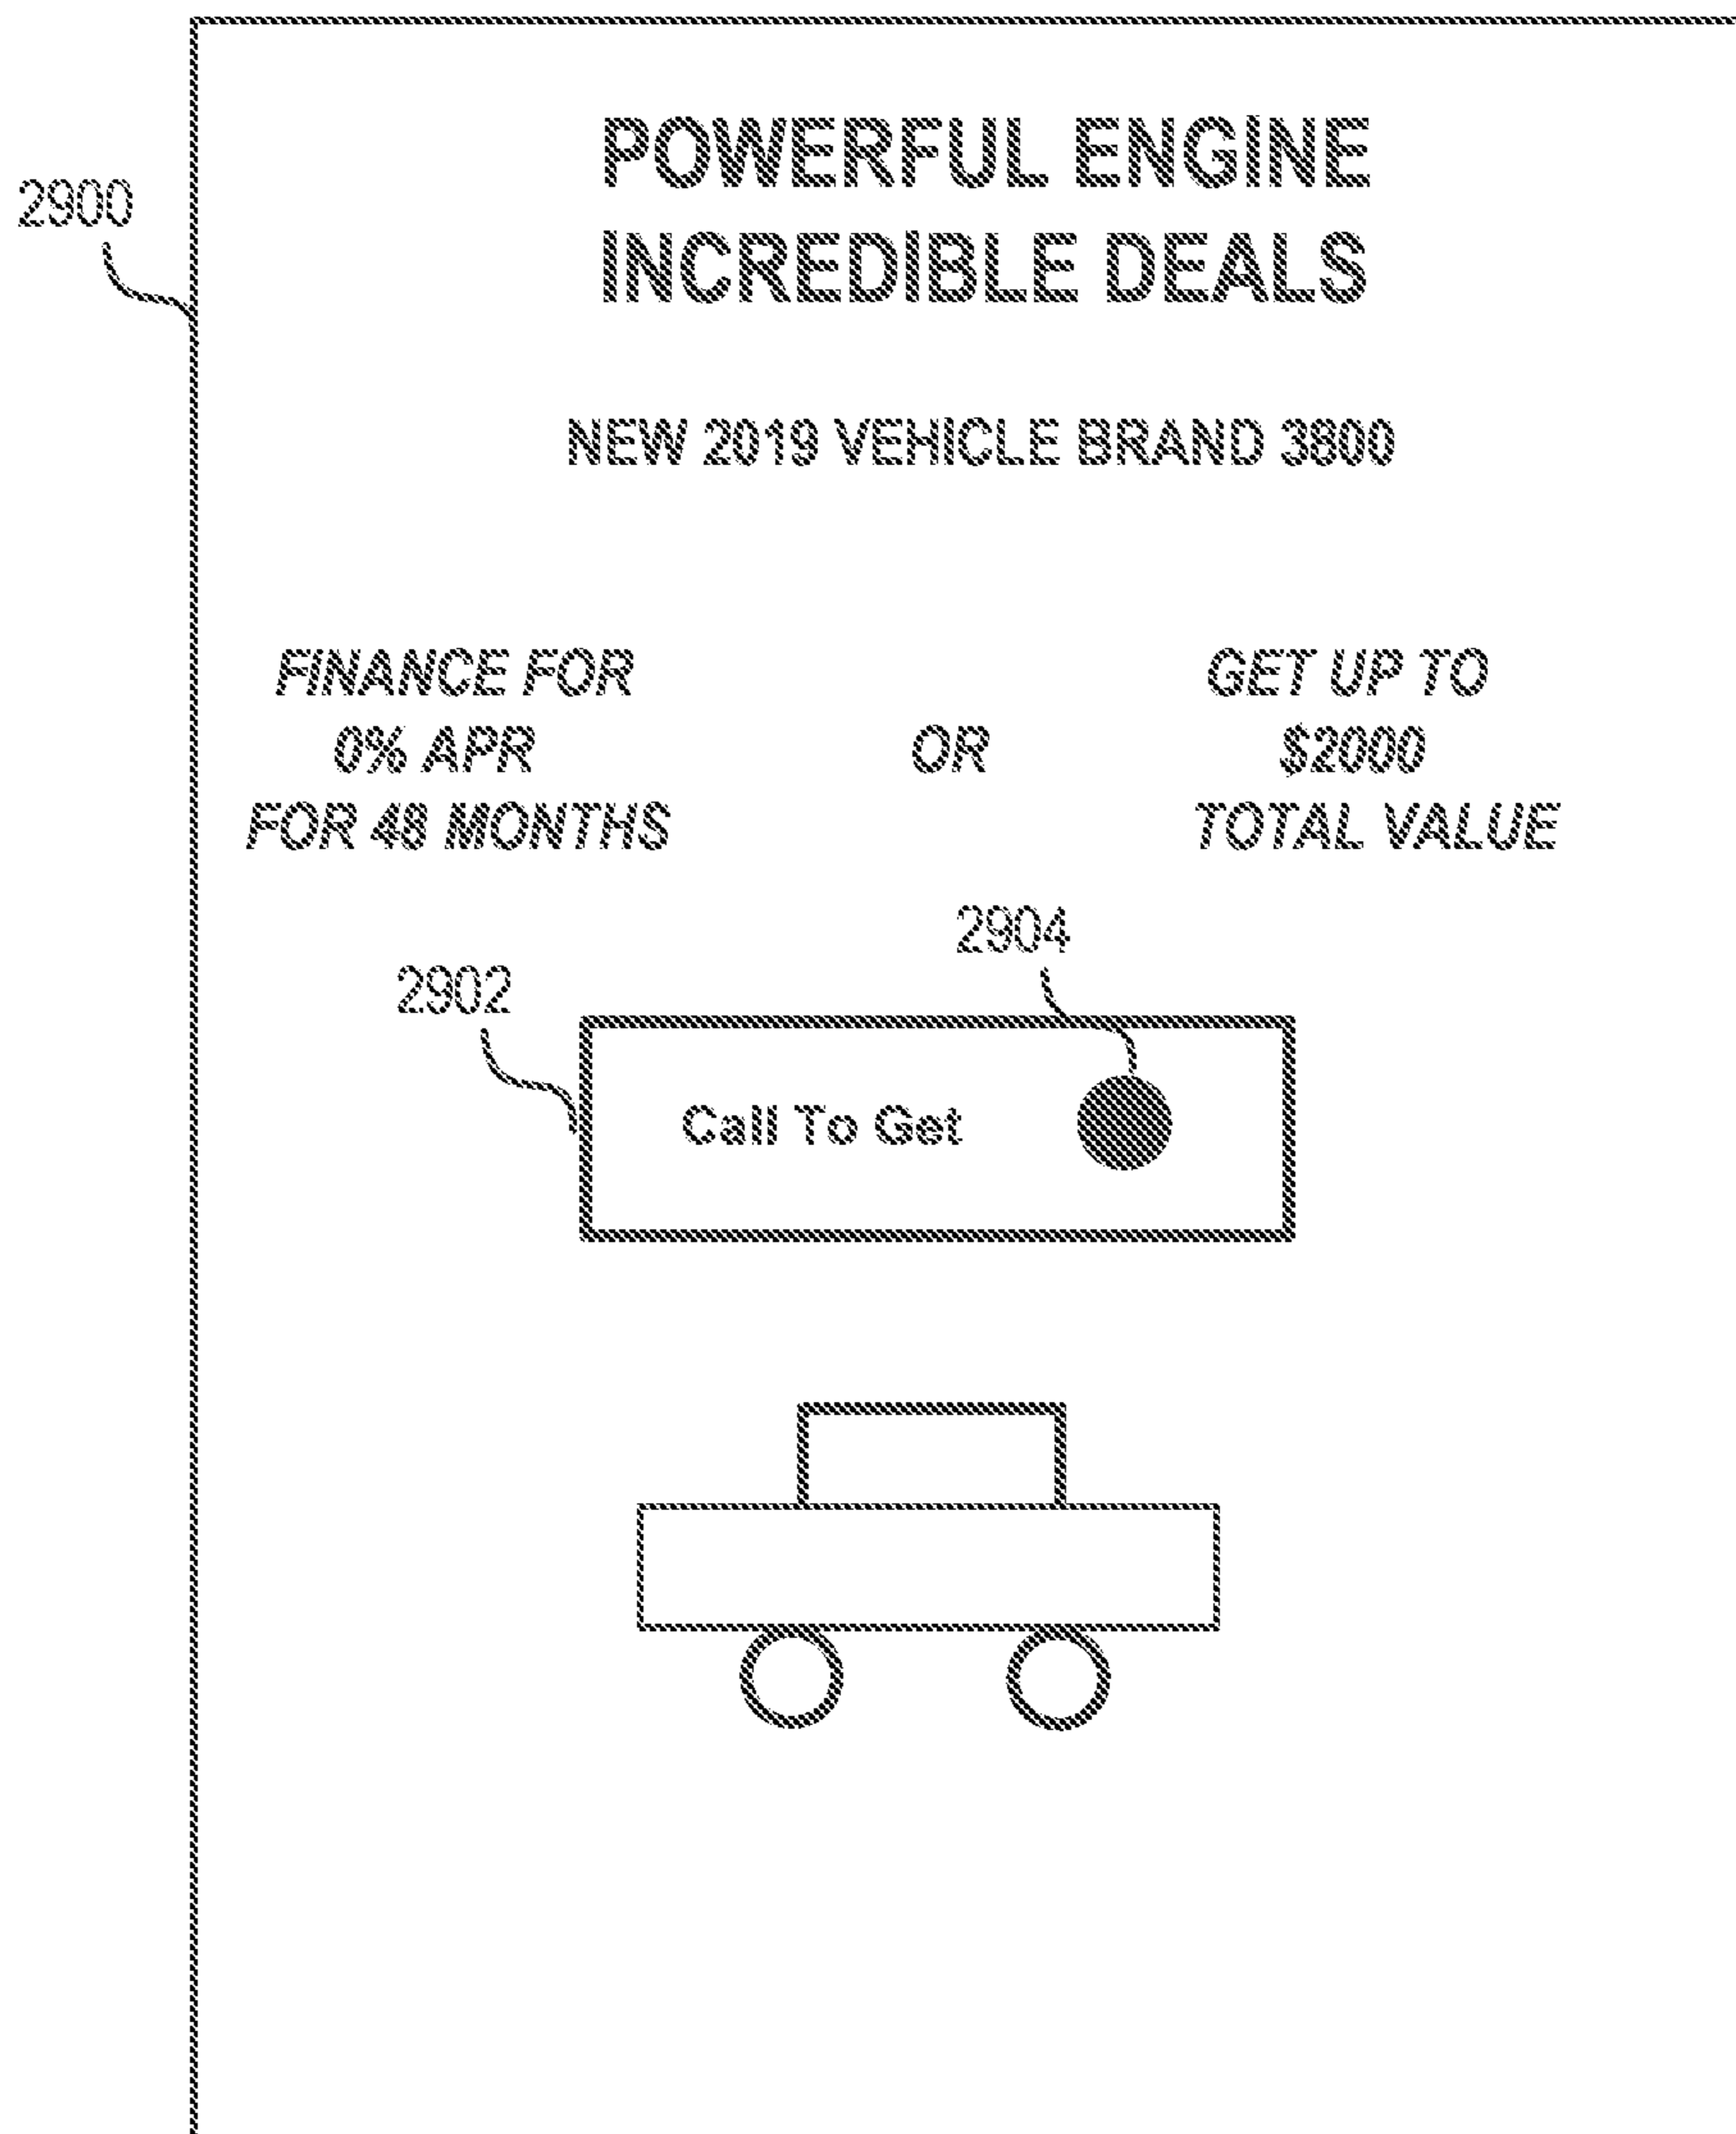 POWERFUL ENGINE
INCREDIBLE DEALS
2900
NEW 2019 VEHICLE BRAND 3800
FINANCE FOR
0% APR
FOR 48 MONTHS
OR
GET UP TO
$2000
TOTAL VALUE
2904
2902
Call To Get